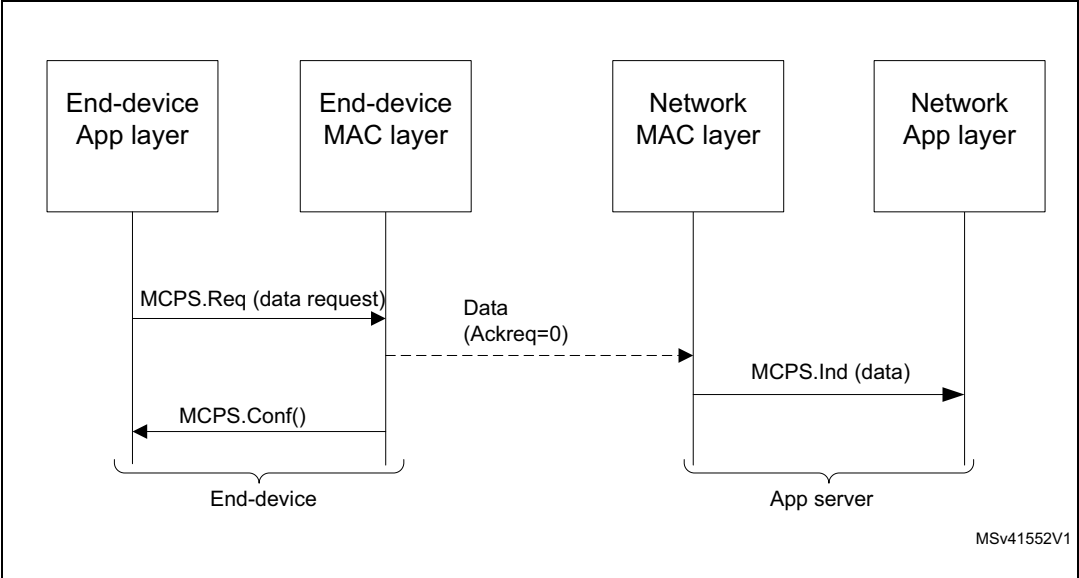 End-device
App layer
End-device
MAC layer
Network
MAC layer
Network
App layer
MCPS.Req (data request)
Data
(Ackreq=0)
MCPS.Ind (data)
MCPS.Conf()
End-device
App server
MSv41552V1